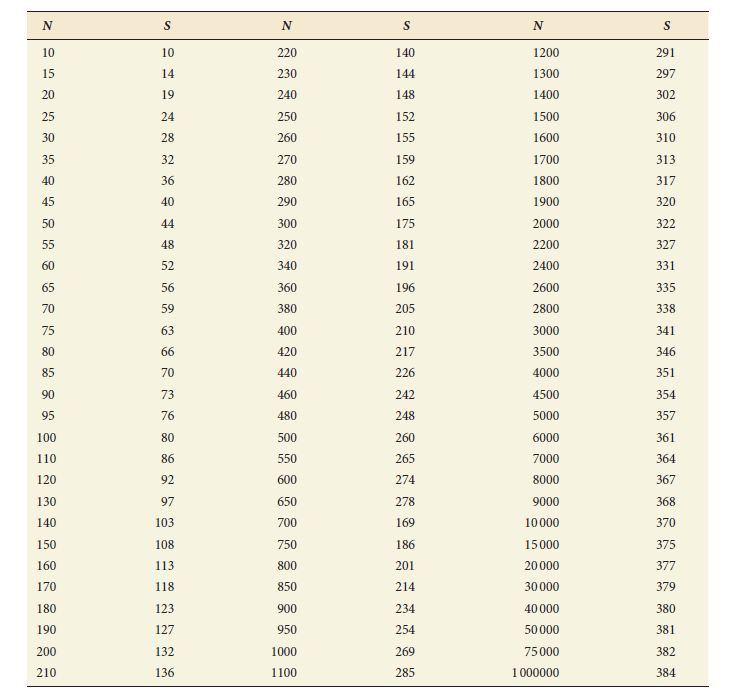 N S N S N S
10 10 220 140 1200 291
15 14 230 144 1300 297
20 19 240 148 1400 302
25 24 250 152 1500 306
30 28 260 155 1600 310
35 32 270 159 1700 313
40 36 280 162 1800 317
45 40 290 165 1900 320
50 44 300 175 2000 322
55 48 320 181 2200 327
60 52 340 191 2400 331
65 56 360 196 2600 335
70 59 380 205 2800 338
75 63 400 210 3000 341
80 66 420 217 3500 346
85 70 440 226 4000 351
90 73 460 242 4500 354
95 76 480 248 5000 357
100 80 500 260 6000 361
110 86 550 265 7000 364
120 92 600 274 8000 367
130 97 650 278 9000 368
140 103 700 169 10 000 370
150 108 750 186 15 000 375
160 113 800 201 20 000 377
170 118 850 214 30 000 379
180 123 900 234 40 000 380
190 127 950 254 50 000 381
200 132 1000 269 75 000 382
210 136 1100 285 1 000000 384